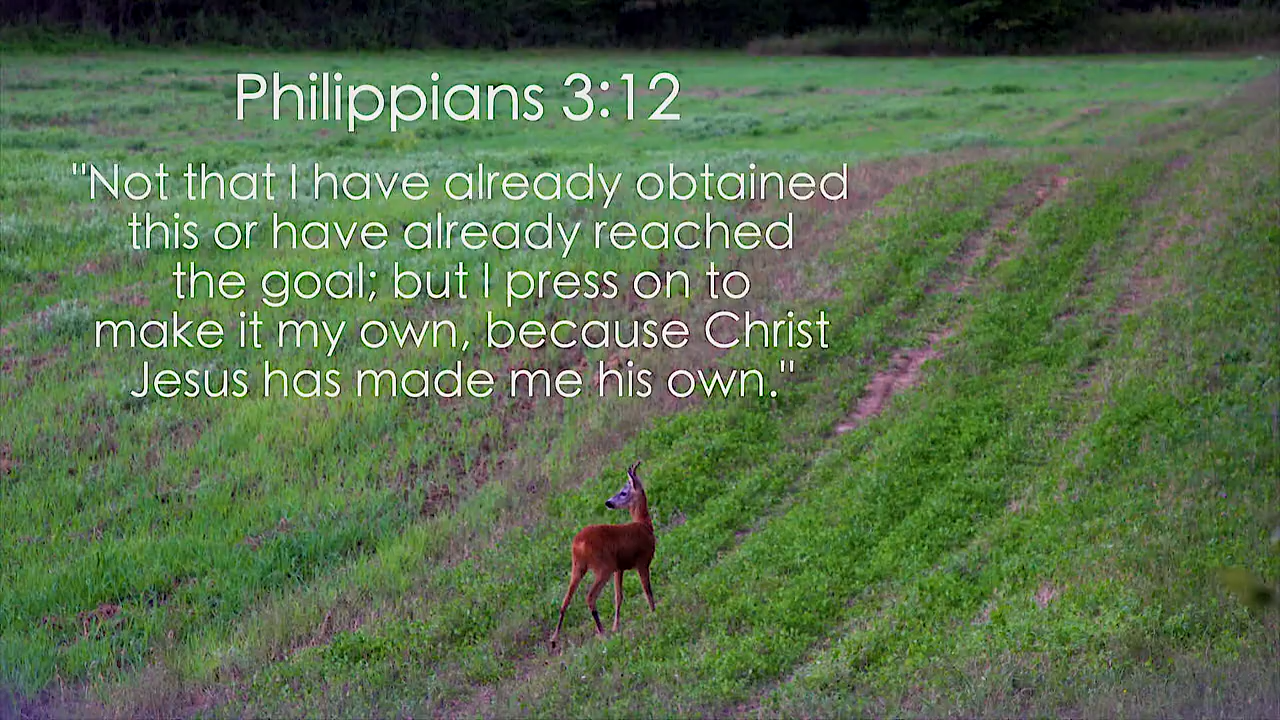 Philippians 3:12
"Not that I have already obtained
this or have already reached
the goal; but I press on to
make it my own, because Christ
Jesus has made me his own."